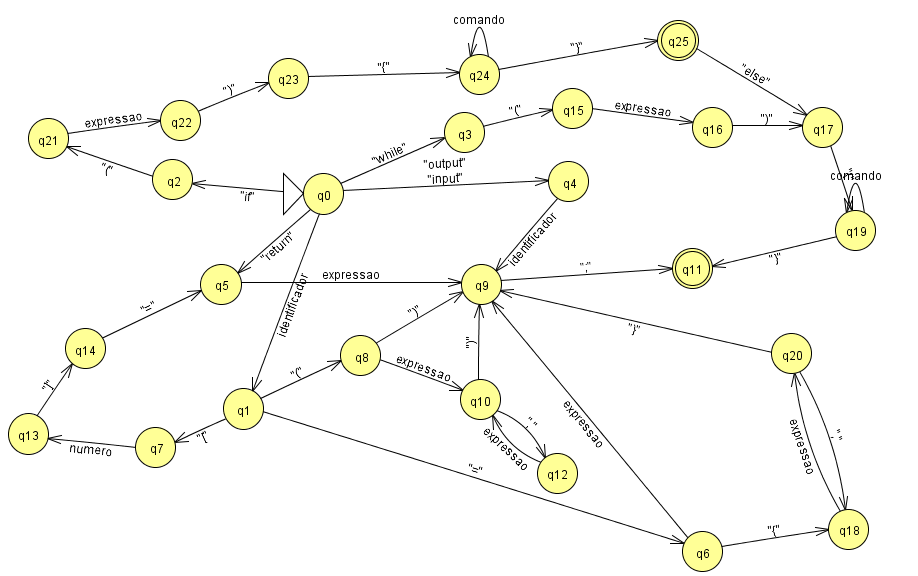 comando
q25
")"
"else"
q24
"{"
q23
")"
q22
expressao
q21
"("
q2
"if"
q0
"while"
q3
"("
q15
expressao
q16
")"
q17
comando
q19
"}"
"output"
"input"
q4
identificador
"return"
q5
expressao
q9
";"
q11
identificador
"="
q14
"]"
q13
numero
q7
"["
q1
"("
q8
")"
expressao
q10
")"
","
expressao
q12
"="
expressao
q6
"{"
q18
expressao
","
q20
"}"